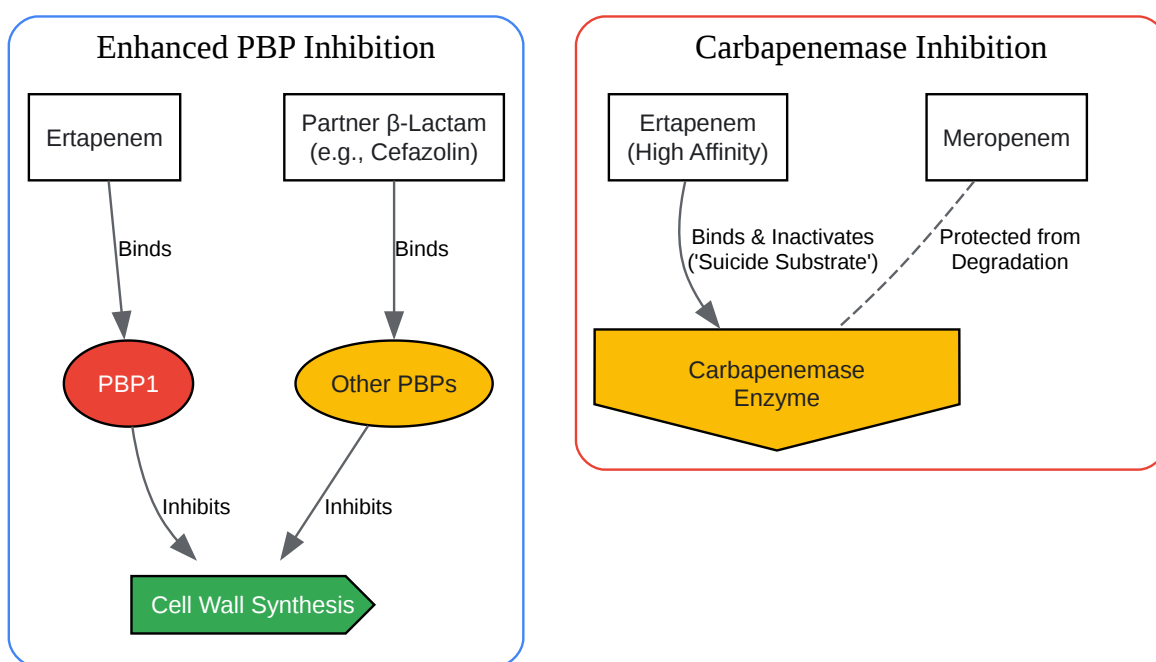 Enhanced PBP Inhibition
Ertapenem
Partner β-Lactam
(e.g., Cefazolin)
Binds
Binds
PBP1
Other PBPs
Inhibits
Inhibits
Cell Wall Synthesis
Carbapenemase Inhibition
Ertapenem
(High Affinity)
Meropenem
Binds & Inactivates
('Suicide Substrate')
Protected from
Degradation
Carbapenemase
Enzyme